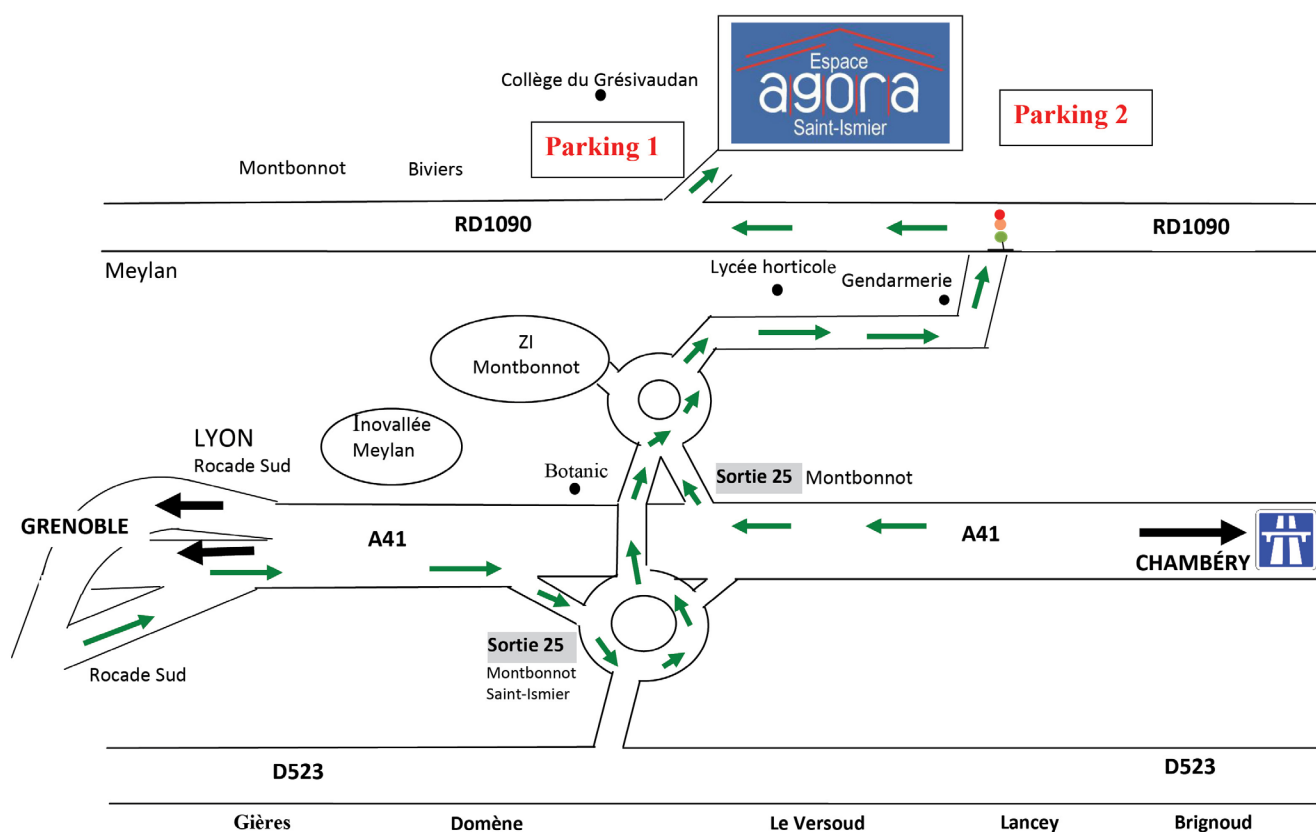 Espace
agora
Saint-Ismier
Collège du Grésivaudan
Parking 1
Parking 2
Montbonnot
Biviers
RD1090
RD1090
Meylan
Lycée horticole
Gendarmerie
ZI
Montbonnot
Inovallée
Meylan
LYON
Rocade Sud
Botanic
Sortie 25 Montbonnot
GRENOBLE
A41
A41
CHAMBÉRY
Sortie 25
Montbonnot
Saint-Ismier
Rocade Sud
D523
D523
Gières
Domène
Le Versoud
Lancey
Brignoud